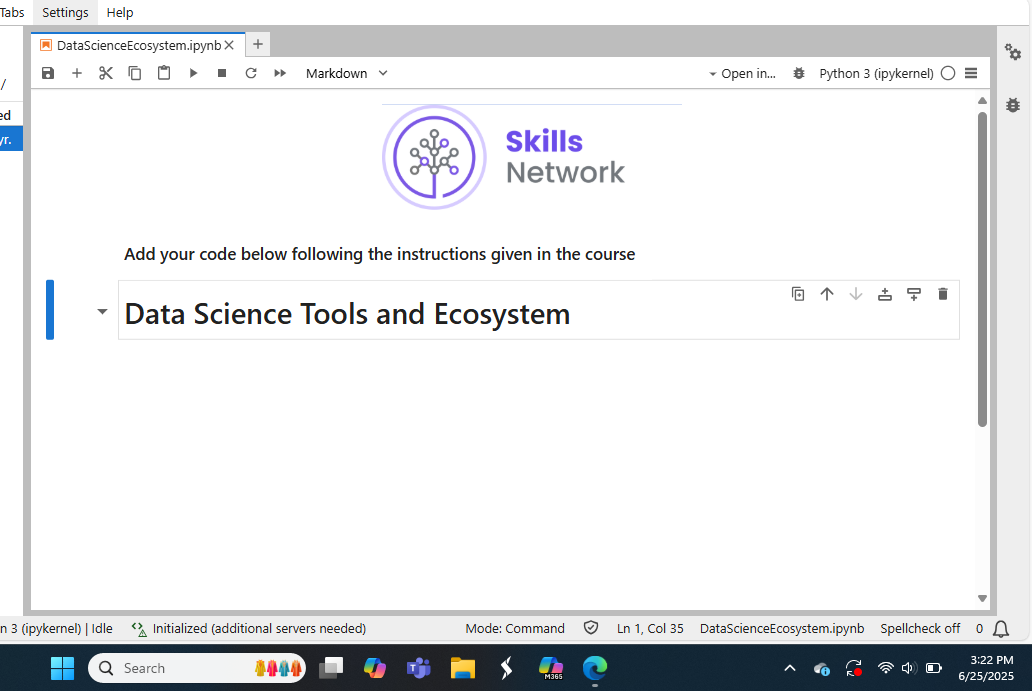 Tabs Settings Help
DataScienceEcosystem.ipynb
Markdown Open in... Python 3 (ipykernel)
/
ed
yr.
Skills
Network
Add your code below following the instructions given in the course
Data Science Tools and Ecosystem
n 3 (ipykernel) | Idle Initialized (additional servers needed) Mode: Command Ln 1, Col 35 DataScienceEcosystem.ipynb Spellcheck off 0
Search M365 3:22 PM
6/25/2025